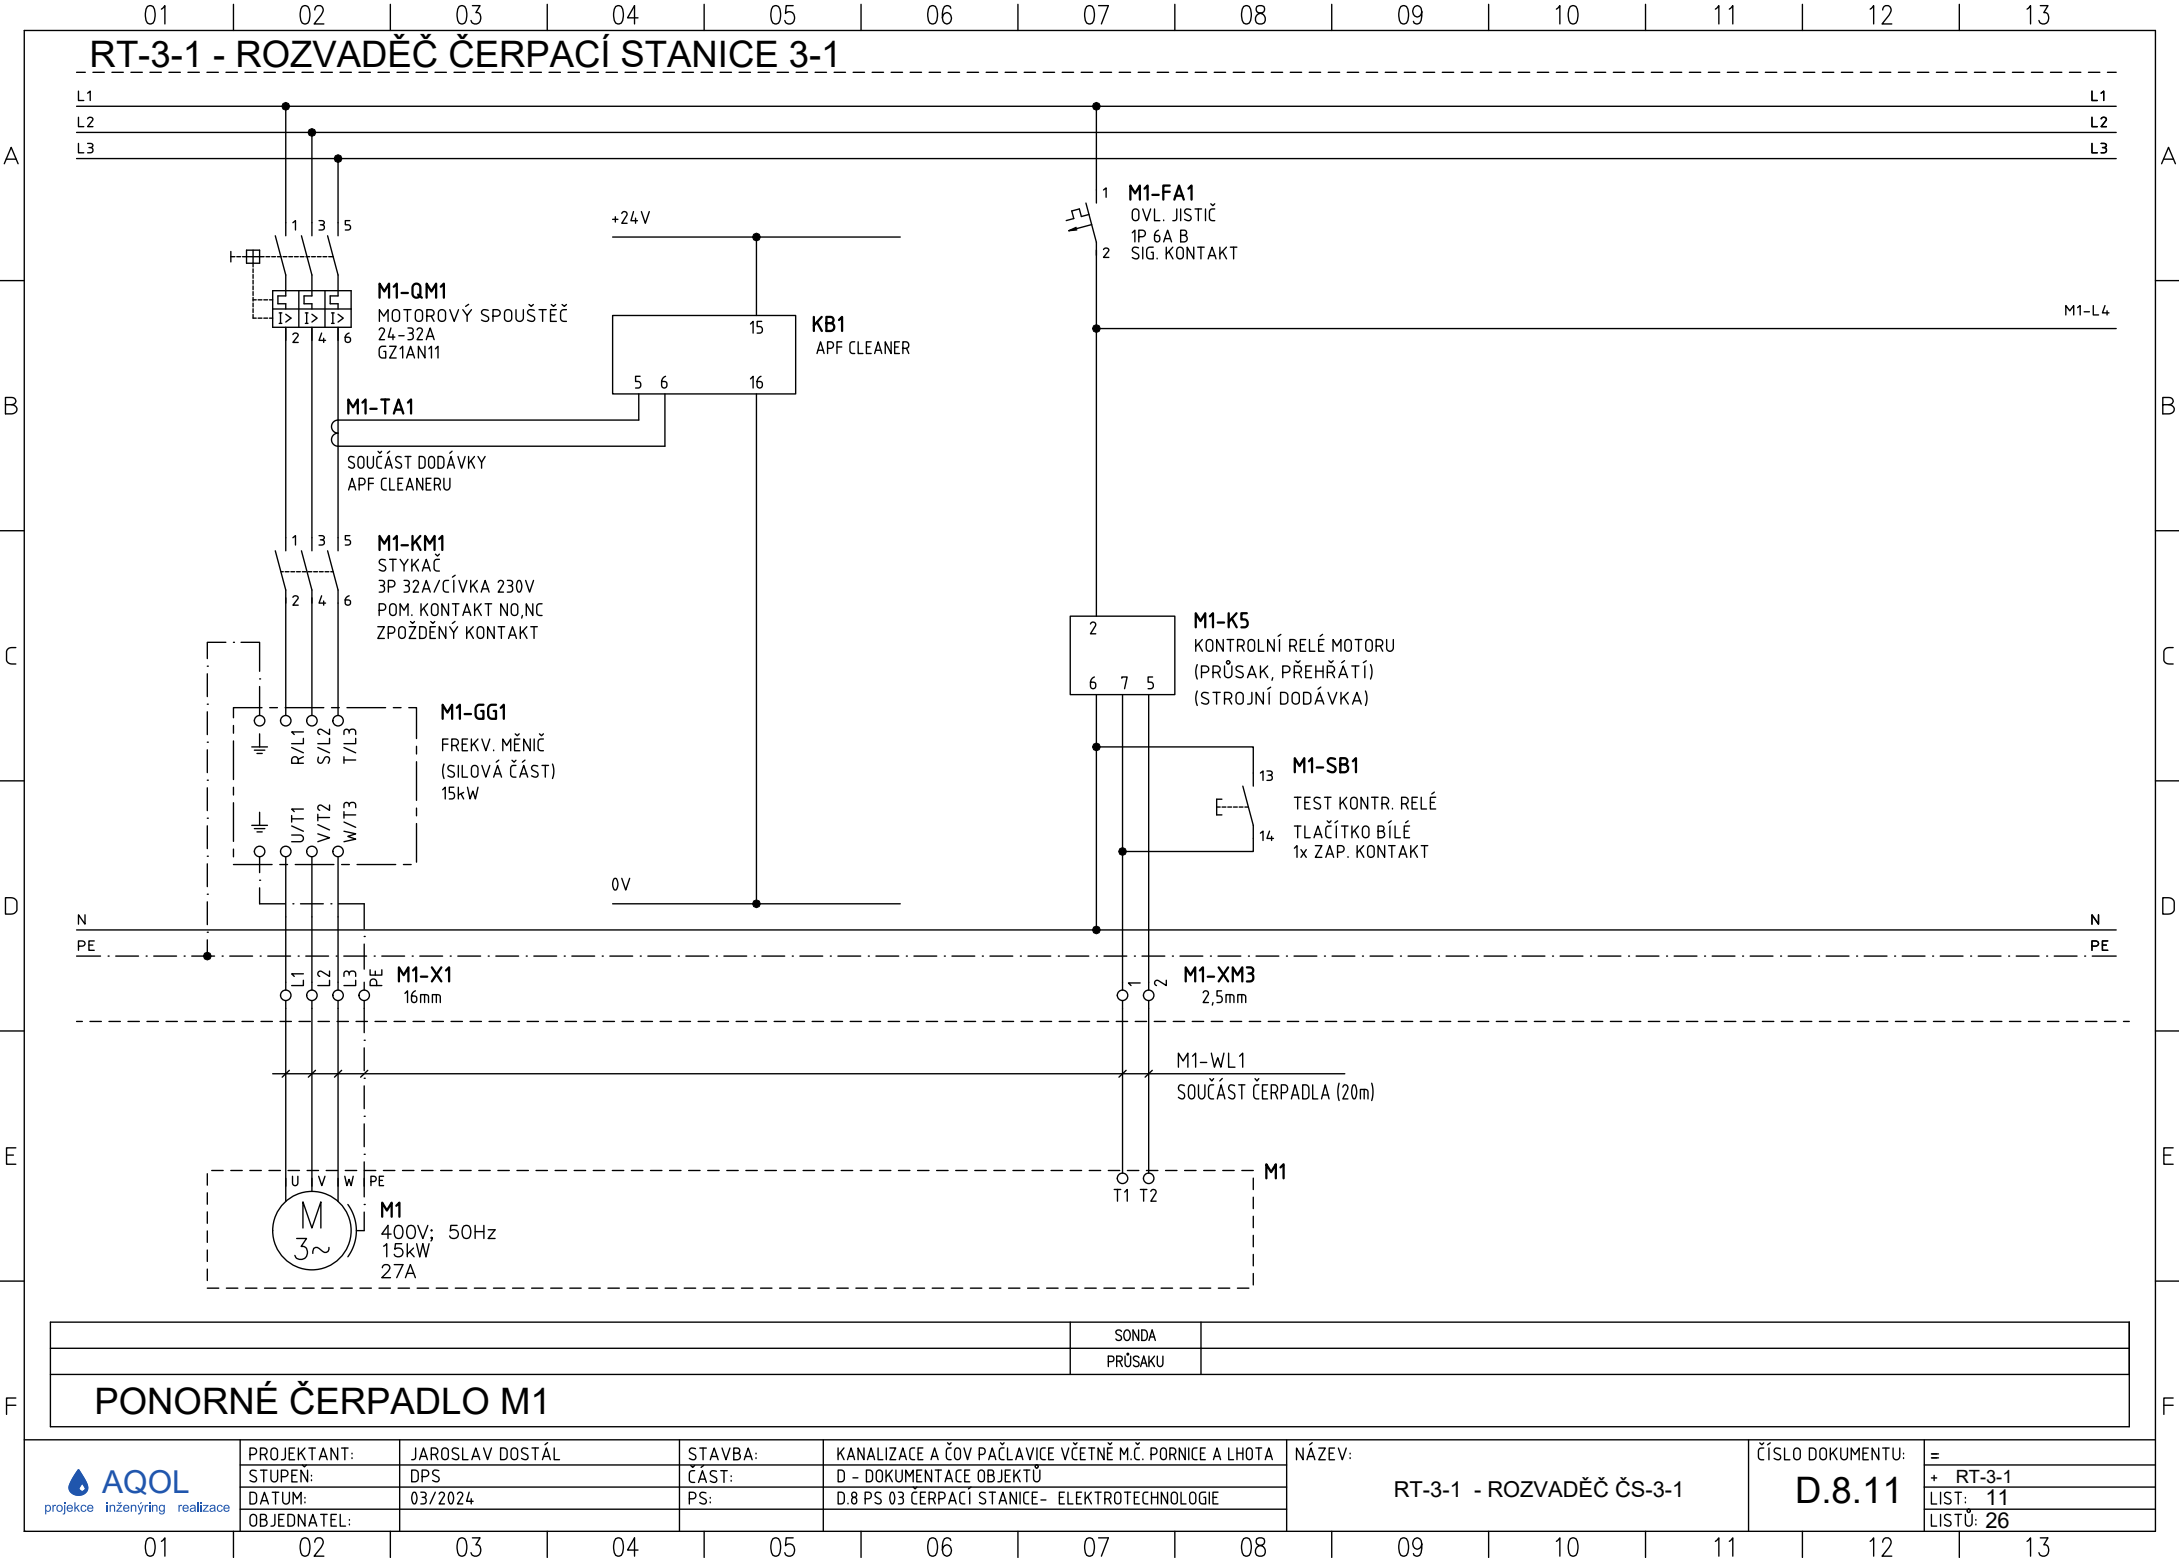 01 02 03 04 05 06 07 08 09 10 11 12 13
RT-3-1 - ROZVADĚČ ČERPACÍ STANICE 3-1
L1 L1
L2 L2
L3 L3
A A
1 3 5
M1-QM1
MOTOROVÝ SPOUŠTĚČ
24-32A
GZ1AN11
I> I> I>
2 4 6
+24V
15
KB1
APF CLEANER
5 6 16
1
M1-FA1
OVL. JISTIČ
1P 6A B
2 SIG. KONTAKT
M1-L4
B B
M1-TA1
SOUČÁST DODÁVKY
APF CLEANERU
1 3 5
M1-KM1
STYKAČ
3P 32A/CÍVKA 230V
2 4 6
POM. KONTAKT NO,NC
ZPOŽDĚNÝ KONTAKT
C C
2
M1-K5
KONTROLNÍ RELÉ MOTORU
(PRŮSAK, PŘEHŘÁTÍ)
(STROJNÍ DODÁVKA)
6 7 5
M1-GG1
FREKV. MĚNIČ
(SILOVÁ ČÁST)
15kW
R/L1 S/L2 T/L3
U/T1 V/T2 W/T3
13
M1-SB1
TEST KONTR. RELÉ
14 TLAČÍTKO BÍLÉ
1x ZAP. KONTAKT
0V
D D
N N
PE PE
L1 L2 L3 PE
M1-X1
16mm
1 2
M1-XM3
2,5mm
M1-WL1
SOUČÁST ČERPADLA (20m)
E E
U V W PE
M
3~
M1
400V; 50Hz
15kW
27A
T1 T2
M1
SONDA
PRŮSAKU
F F
PONORNÉ ČERPADLO M1
AQOL
projekce inženýring realizace
PROJEKTANT: JAROSLAV DOSTÁL
STUPEŇ: DPS
DATUM: 03/2024
OBJEDNATEL:
STAVBA: KANALIZACE A ČOV PAČLAVICE VČETNĚ M.Č. PORNICE A LHOTA
ČÁST: D - DOKUMENTACE OBJEKTŮ
PS: D.8 PS 03 ČERPACÍ STANICE- ELEKTROTECHNOLOGIE
NÁZEV:
RT-3-1 - ROZVADĚČ ČS-3-1
ČÍSLO DOKUMENTU:
D.8.11
=
+ RT-3-1
LIST: 11
LISTŮ: 26
01 02 03 04 05 06 07 08 09 10 11 12 13